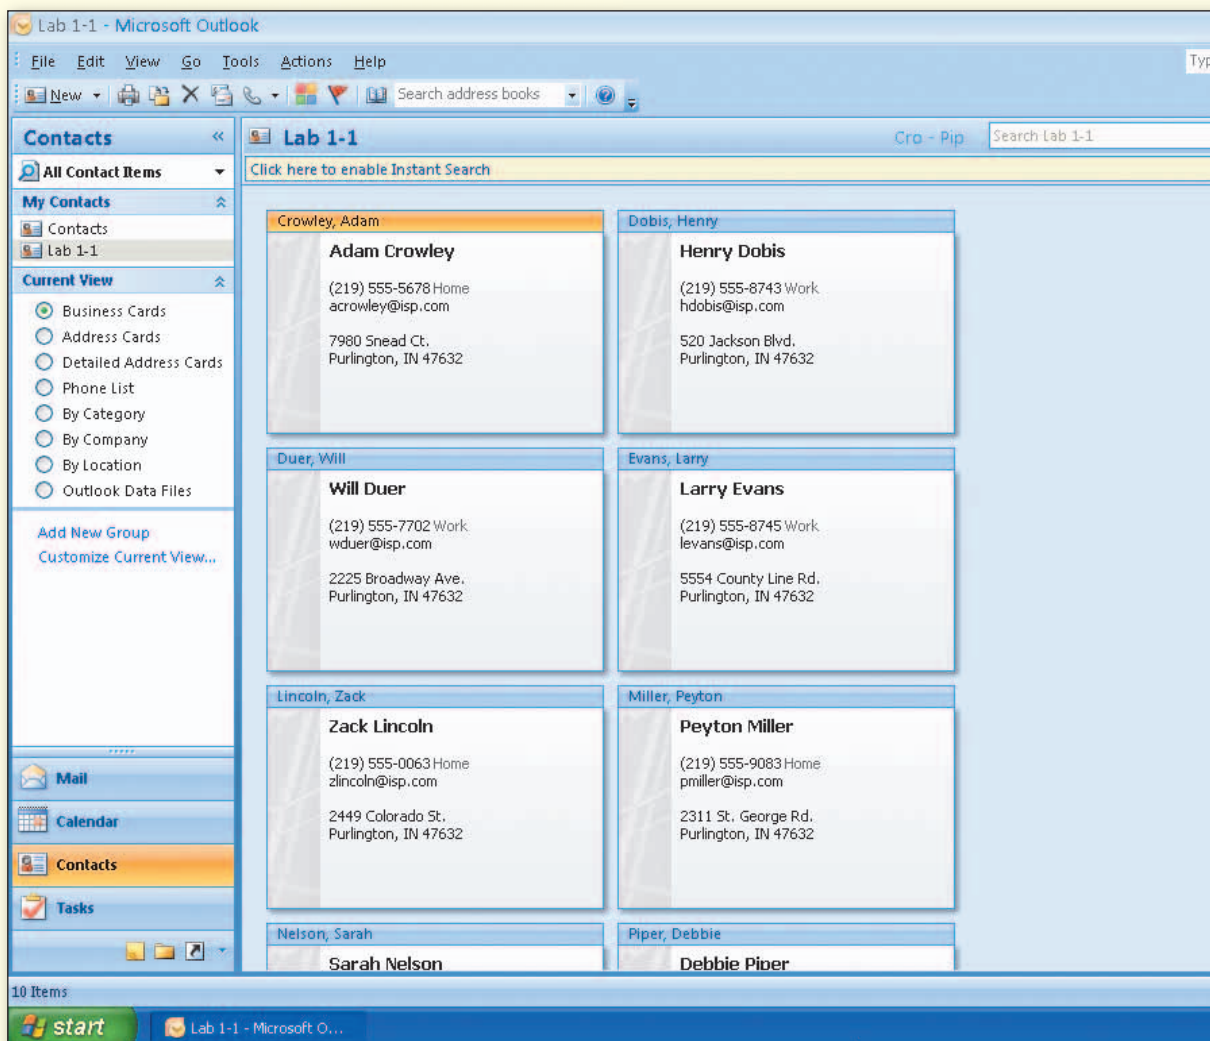 Lab 1-1 - Microsoft Outlook
File Edit View Go Tools Actions Help
New Search address books
Contacts «
Lab 1-1 Cro - Pip Search Lab 1-1
All Contact Items
Click here to enable Instant Search
My Contacts
Contacts
Lab 1-1
Current View
Business Cards
Address Cards
Detailed Address Cards
Phone List
By Category
By Company
By Location
Outlook Data Files
Add New Group
Customize Current View...
Mail
Calendar
Contacts
Tasks
Crowley, Adam
Adam Crowley
(219) 555-5678 Home
acrowley@isp.com
7980 Snead Ct.
Purlington, IN 47632
Dobis, Henry
Henry Dobis
(219) 555-8743 Work
hdobis@isp.com
520 Jackson Blvd.
Purlington, IN 47632
Duer, Will
Will Duer
(219) 555-7702 Work
wduer@isp.com
2225 Broadway Ave.
Purlington, IN 47632
Evans, Larry
Larry Evans
(219) 555-8745 Work
levans@isp.com
5554 County Line Rd.
Purlington, IN 47632
Lincoln, Zack
Zack Lincoln
(219) 555-0063 Home
zlincoln@isp.com
2449 Colorado St.
Purlington, IN 47632
Miller, Peyton
Peyton Miller
(219) 555-9083 Home
pmiller@isp.com
2311 St. George Rd.
Purlington, IN 47632
Nelson, Sarah
Sarah Nelson
Piper, Debbie
Debbie Piper
10 Items
start Lab 1-1 - Microsoft O...